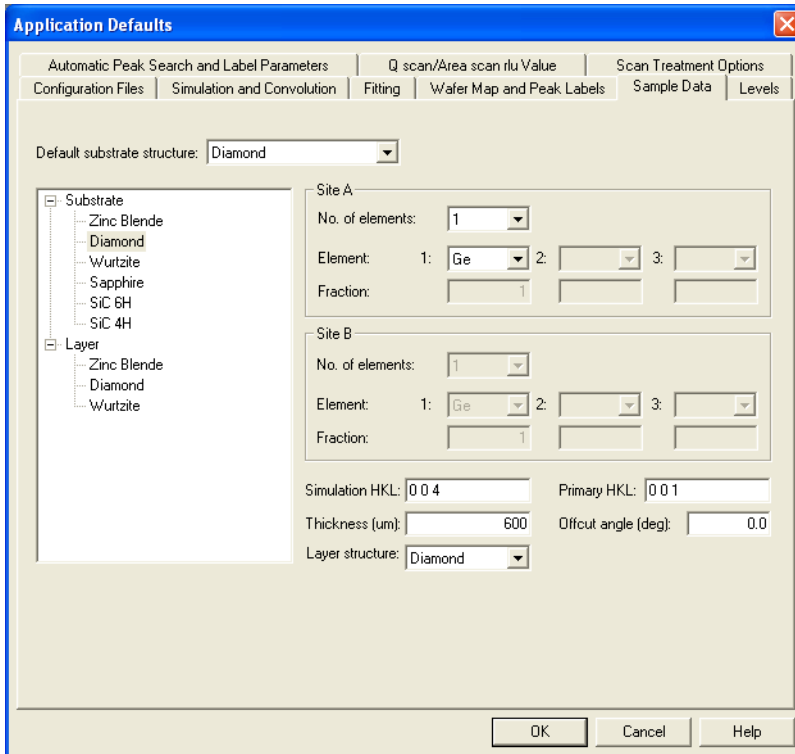 Application Defaults
Automatic Peak Search and Label Parameters Q scan/Area scan rlu Value Scan Treatment Options
Configuration Files Simulation and Convolution Fitting Wafer Map and Peak Labels Sample Data Levels
Default substrate structure: Diamond
Substrate
Zinc Blende
Diamond
Wurtzite
Sapphire
SiC 6H
SiC 4H
Layer
Zinc Blende
Diamond
Wurtzite
Site A
No. of elements: 1
Element: 1: Ge 2: 3:
Fraction: 1
Site B
No. of elements: 1
Element: 1: Ge 2: 3:
Fraction: 1
Simulation HKL: 0 0 4 Primary HKL: 0 0 1
Thickness (um): 600 Offcut angle (deg): 0.0
Layer structure: Diamond
OK Cancel Help